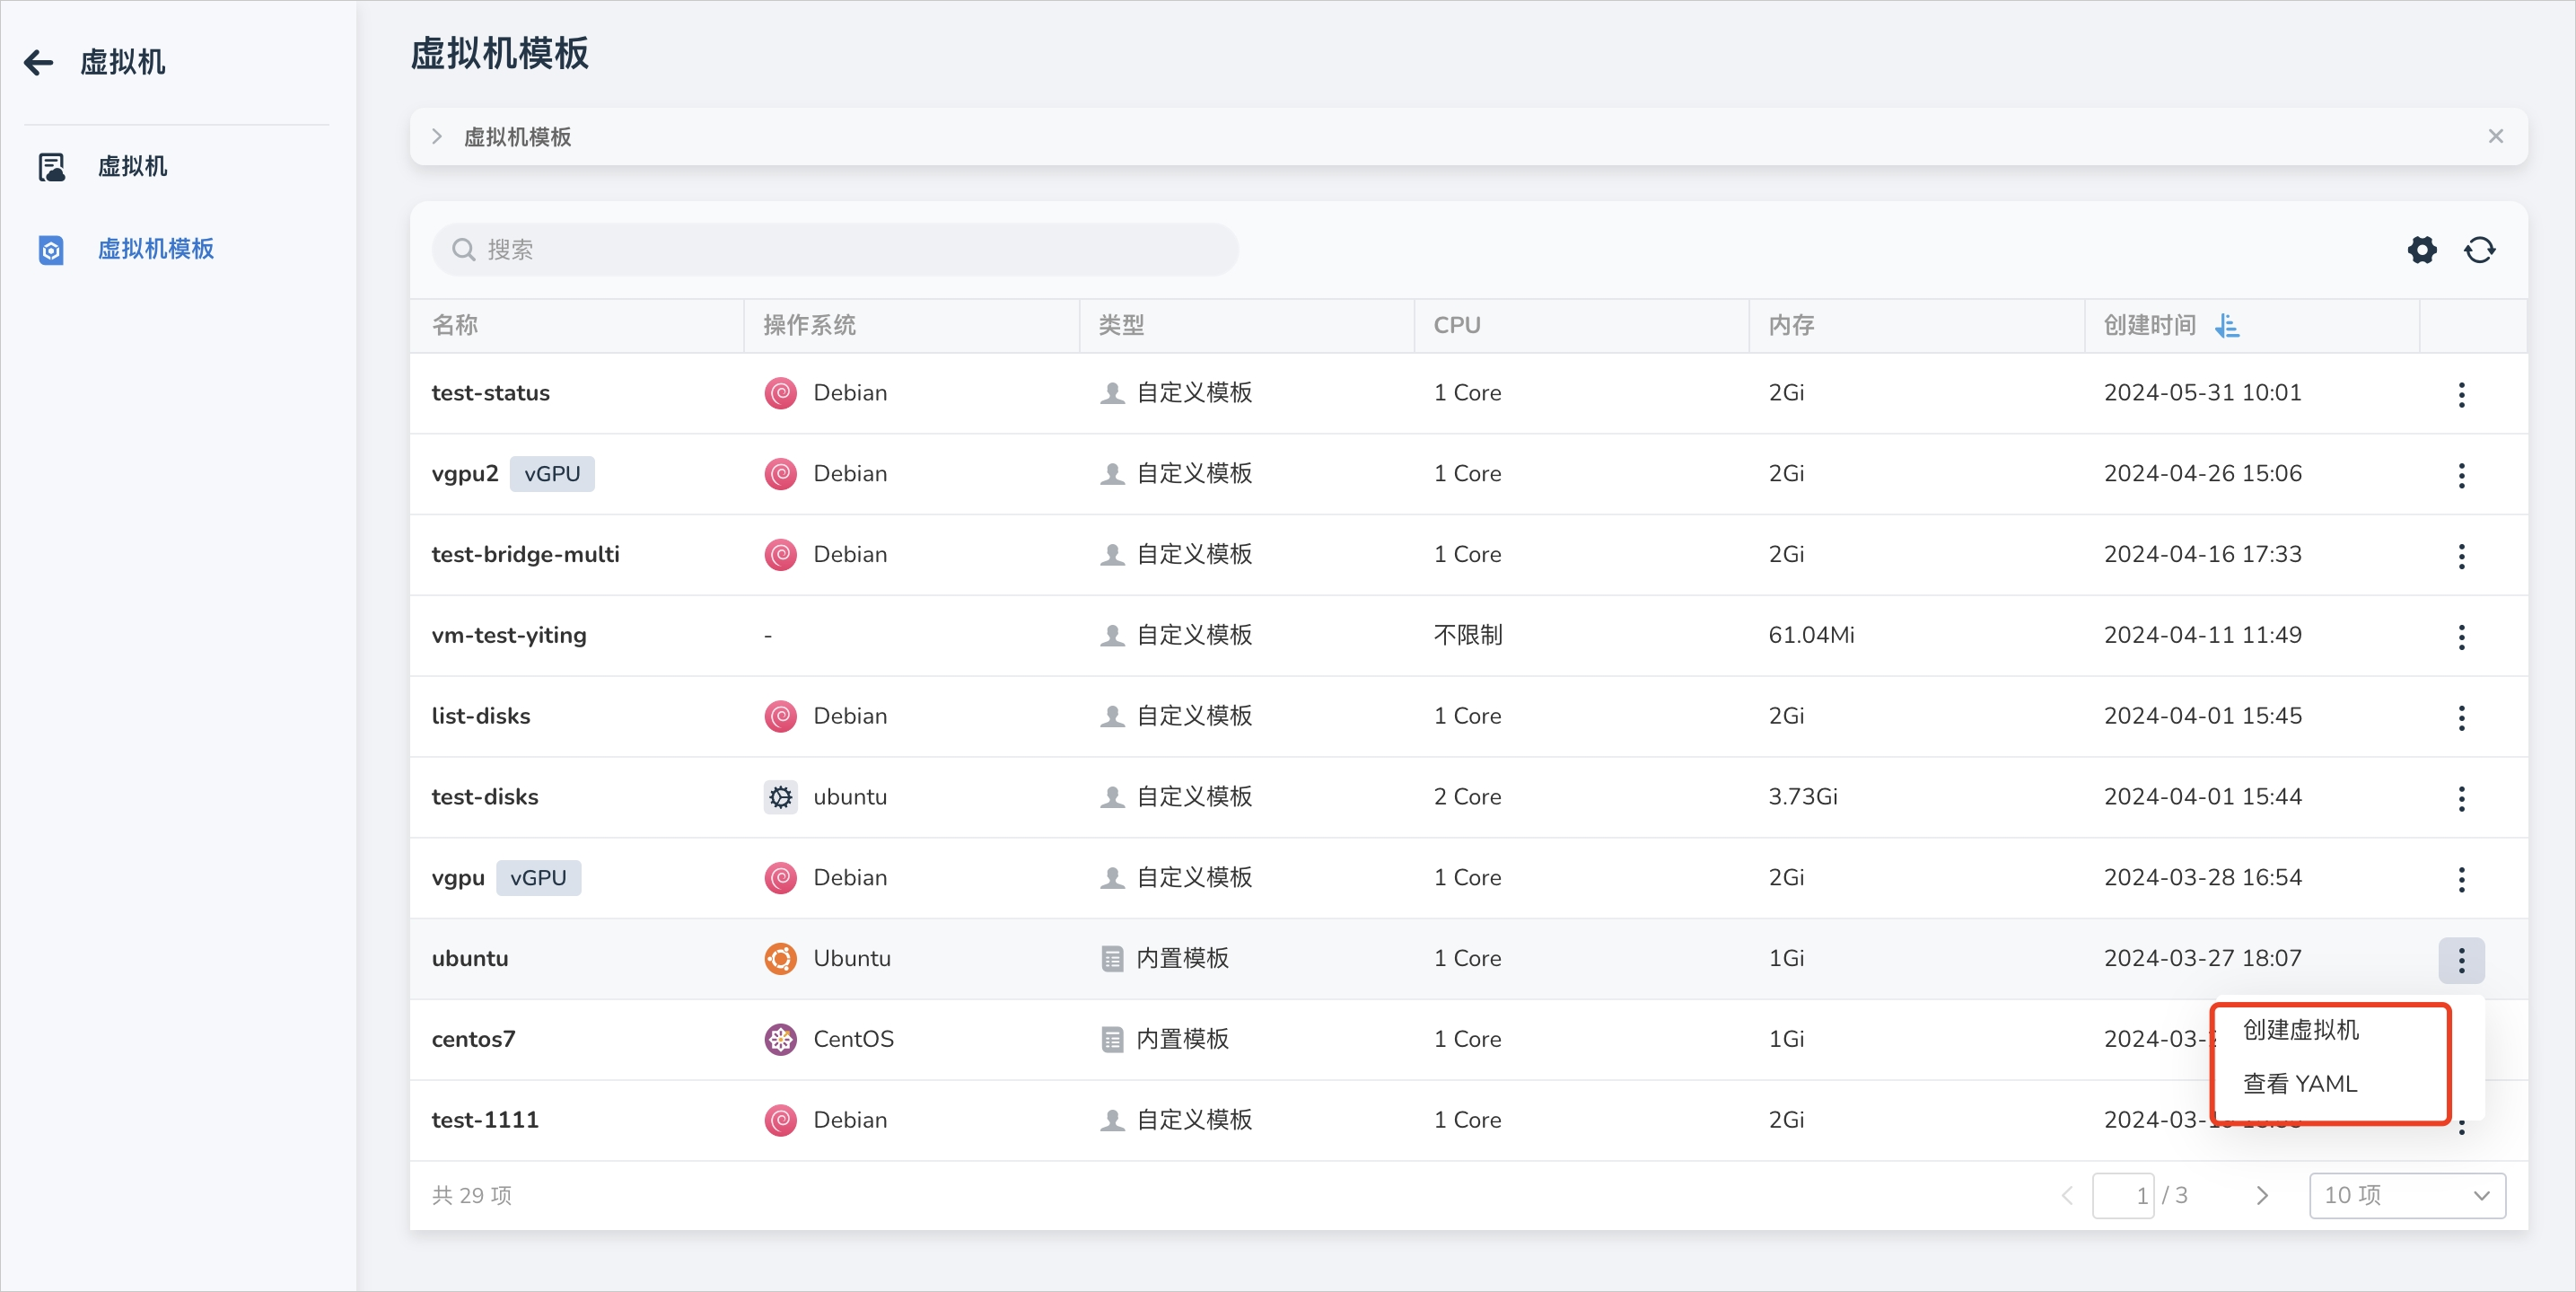 虚拟机
虚拟机
虚拟机模板
虚拟机模板
虚拟机模板
搜索
名称 操作系统 类型 CPU 内存 创建时间
test-status Debian 自定义模板 1 Core 2Gi 2024-05-31 10:01
vgpu2 vGPU Debian 自定义模板 1 Core 2Gi 2024-04-26 15:06
test-bridge-multi Debian 自定义模板 1 Core 2Gi 2024-04-16 17:33
vm-test-yiting - 自定义模板 不限制 61.04Mi 2024-04-11 11:49
list-disks Debian 自定义模板 1 Core 2Gi 2024-04-01 15:45
test-disks ubuntu 自定义模板 2 Core 3.73Gi 2024-04-01 15:44
vgpu vGPU Debian 自定义模板 1 Core 2Gi 2024-03-28 16:54
ubuntu Ubuntu 内置模板 1 Core 1Gi 2024-03-27 18:07
centos7 CentOS 内置模板 1 Core 1Gi 2024-03-
创建虚拟机
查看 YAML
test-1111 Debian 自定义模板 1 Core 2Gi 2024-03-
共 29 项 1 / 3 10 项